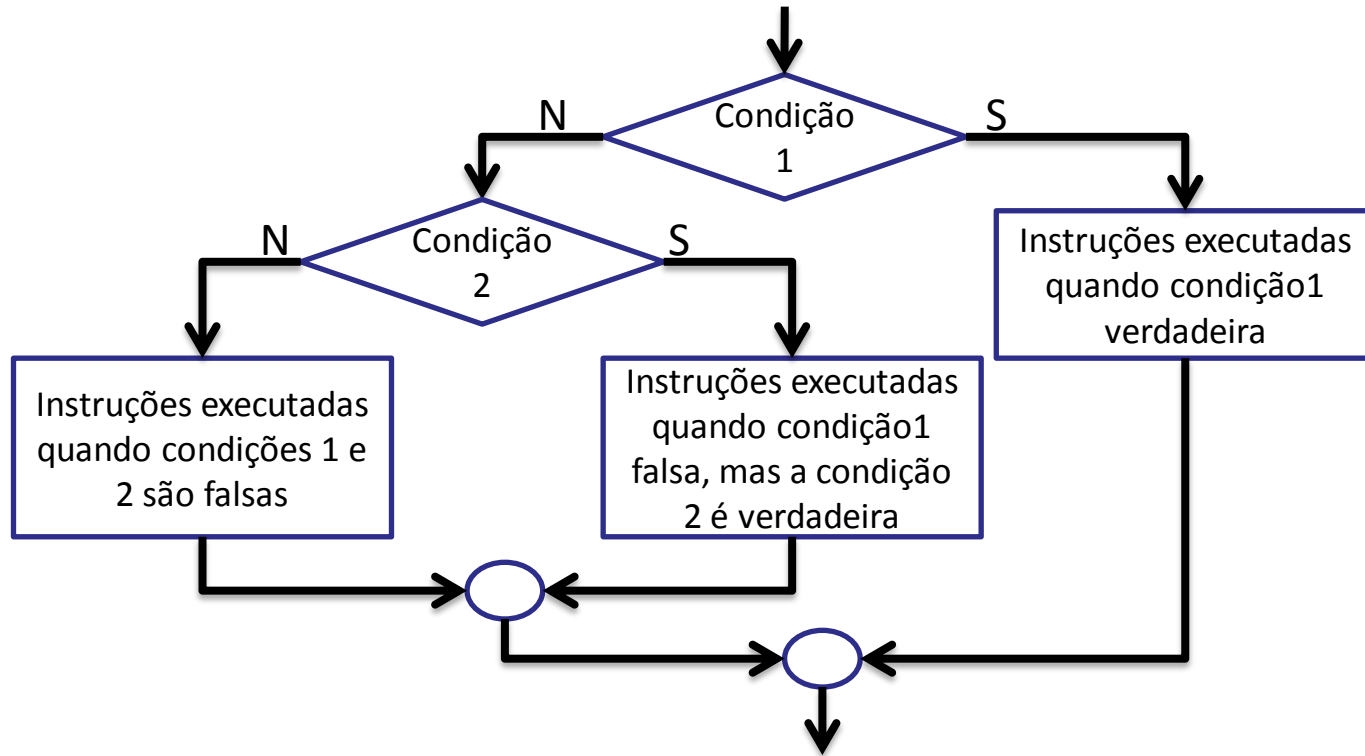 N
Condição
1
S
N
Condição
2
S
Instruções executadas
quando condição1
verdadeira
Instruções executadas
quando condições 1 e
2 são falsas
Instruções executadas
quando condição1
falsa, mas a condição
2 é verdadeira